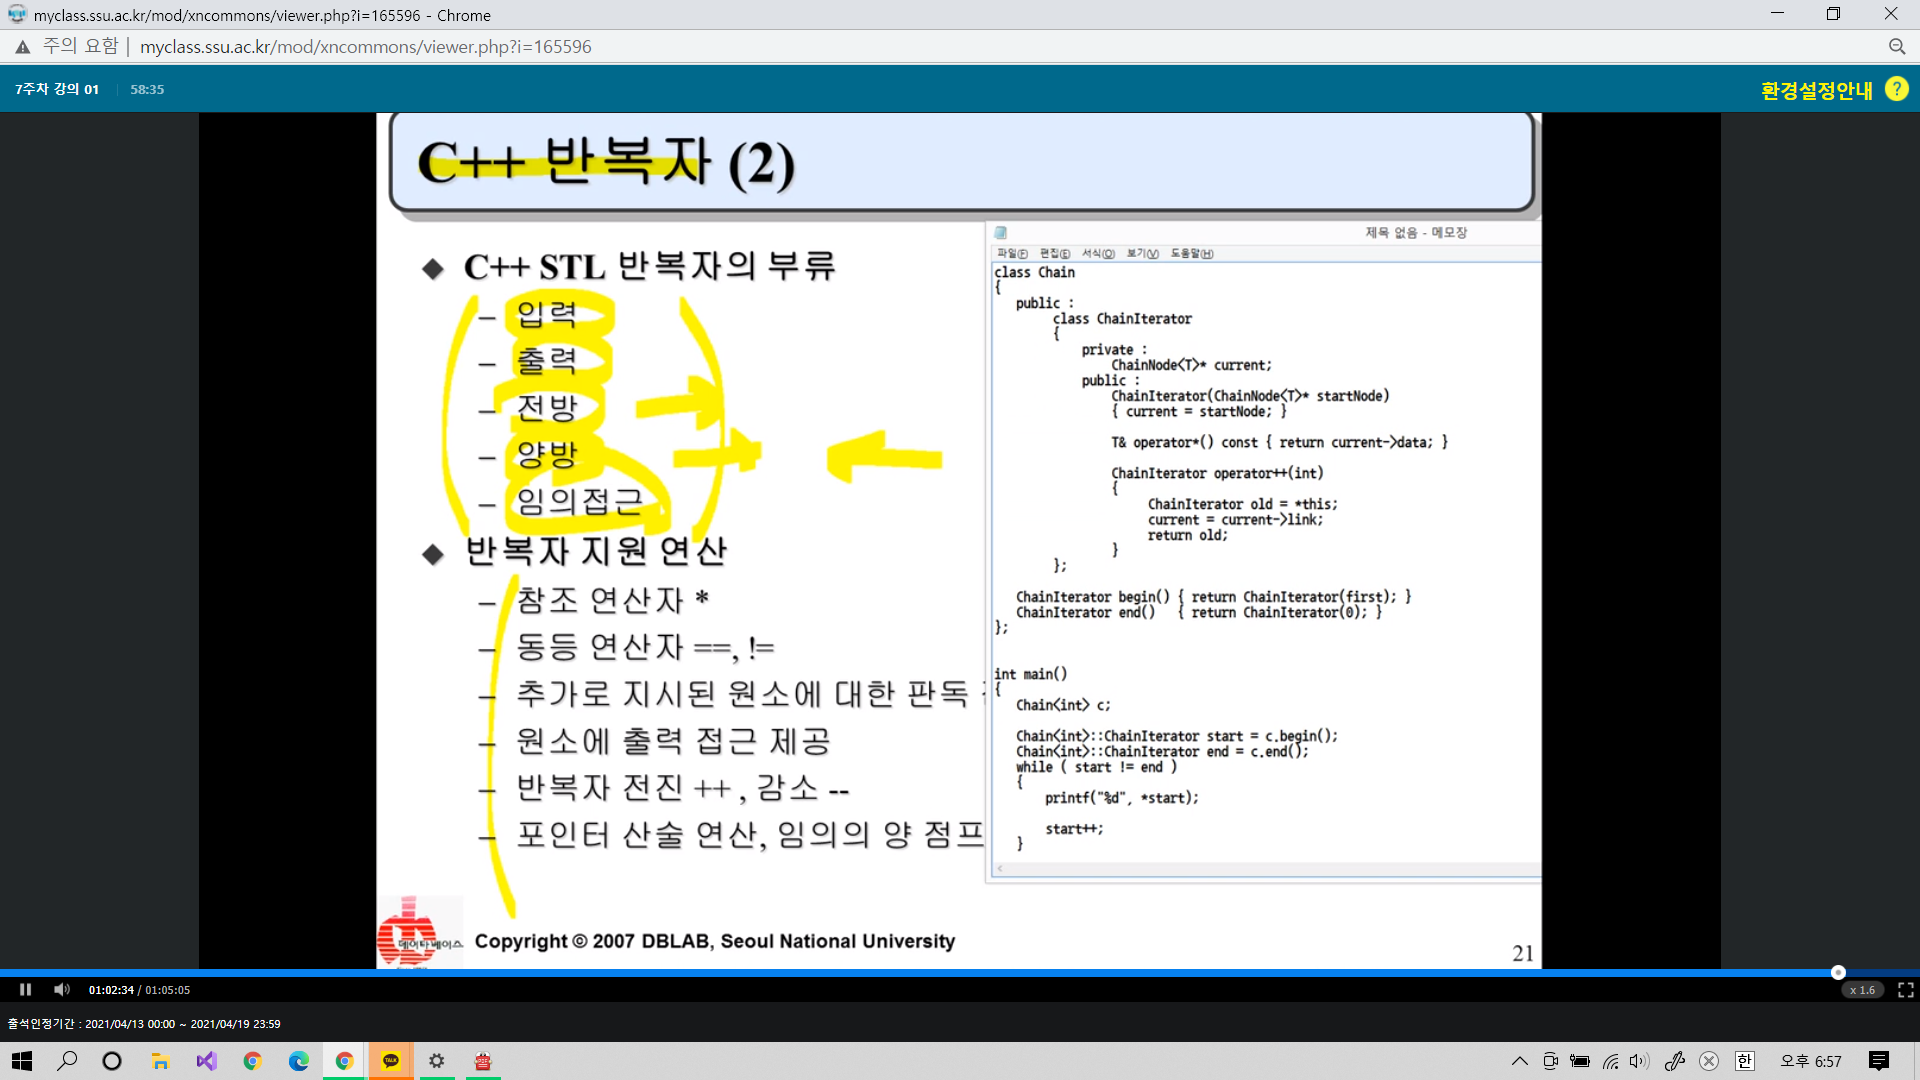 myclass.ssu.ac.kr/mod/xncommons/viewer.php?i=165596 - Chrome
주의 요함 | myclass.ssu.ac.kr/mod/xncommons/viewer.php?i=165596
7주차 강의 01 58:35
환경설정안내 ?
C++ 반복자 (2)
◆ C++ STL 반복자의 부류
– 입력
– 출력
– 전방
– 양방
– 임의접근
◆ 반복자 지원 연산
– 참조 연산자 *
– 동등 연산자 ==, !=
– 추가로 지시된 원소에 대한 판독
– 원소에 출력 접근 제공
– 반복자 전진 ++ , 감소 --
– 포인터 산술 연산, 임의의 양 점프
제목 없음 - 메모장
파일(F) 편집(E) 서식(O) 보기(V) 도움말(H)
class Chain
{
public :
class ChainIterator
{
private :
ChainNode<T>* current;
public :
ChainIterator(ChainNode<T>* startNode)
{ current = startNode; }
T& operator*() const { return current->data; }
ChainIterator operator++(int)
{
ChainIterator old = *this;
current = current->link;
return old;
}
};
ChainIterator begin() { return ChainIterator(first); }
ChainIterator end() { return ChainIterator(0); }
};
int main()
{
Chain<int> c;
Chain<int>::ChainIterator start = c.begin();
Chain<int>::ChainIterator end = c.end();
while ( start != end )
{
printf("%d", *start);
start++;
}
데이타베이스
Copyright © 2007 DBLAB, Seoul National University
21
01:02:34 / 01:05:05
x 1.6
출석인정기간 : 2021/04/13 00:00 ~ 2021/04/19 23:59
TALK
한
오후 6:57